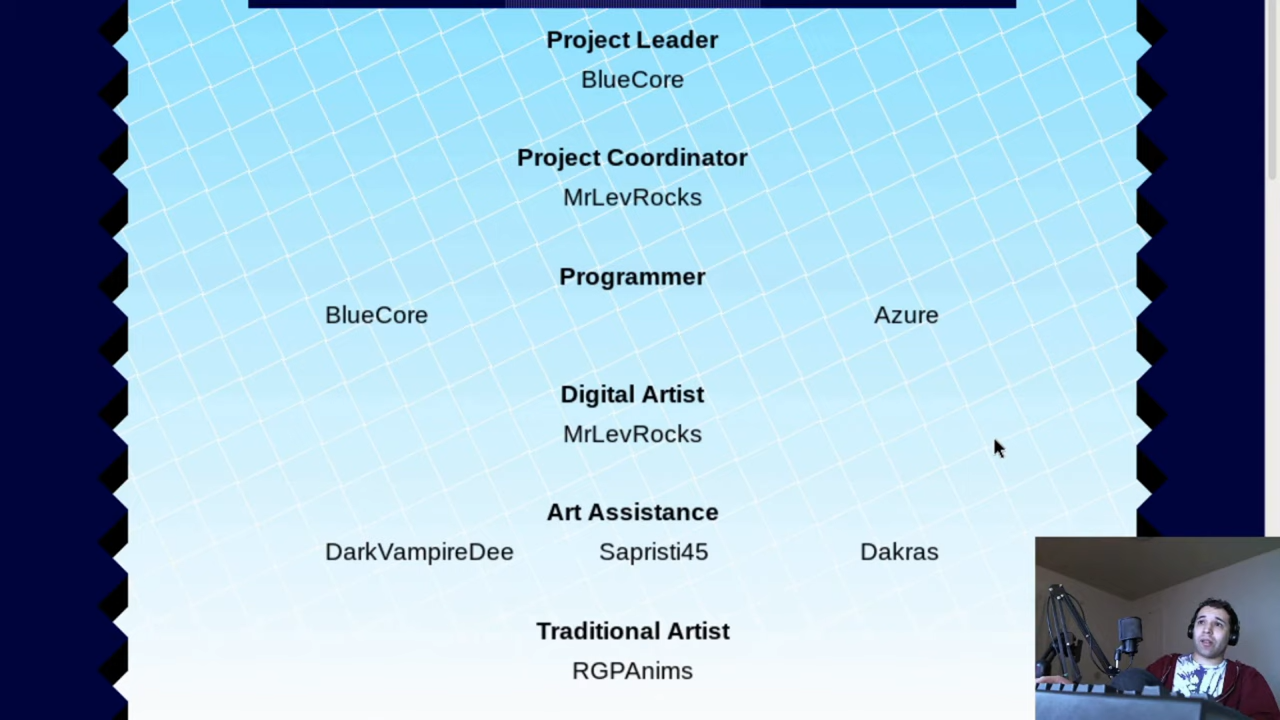 Project Leader
BlueCore
Project Coordinator
MrLevRocks
Programmer
BlueCore Azure
Digital Artist
MrLevRocks
Art Assistance
DarkVampireDee Sapristi45 Dakras
Traditional Artist
RGPAnims